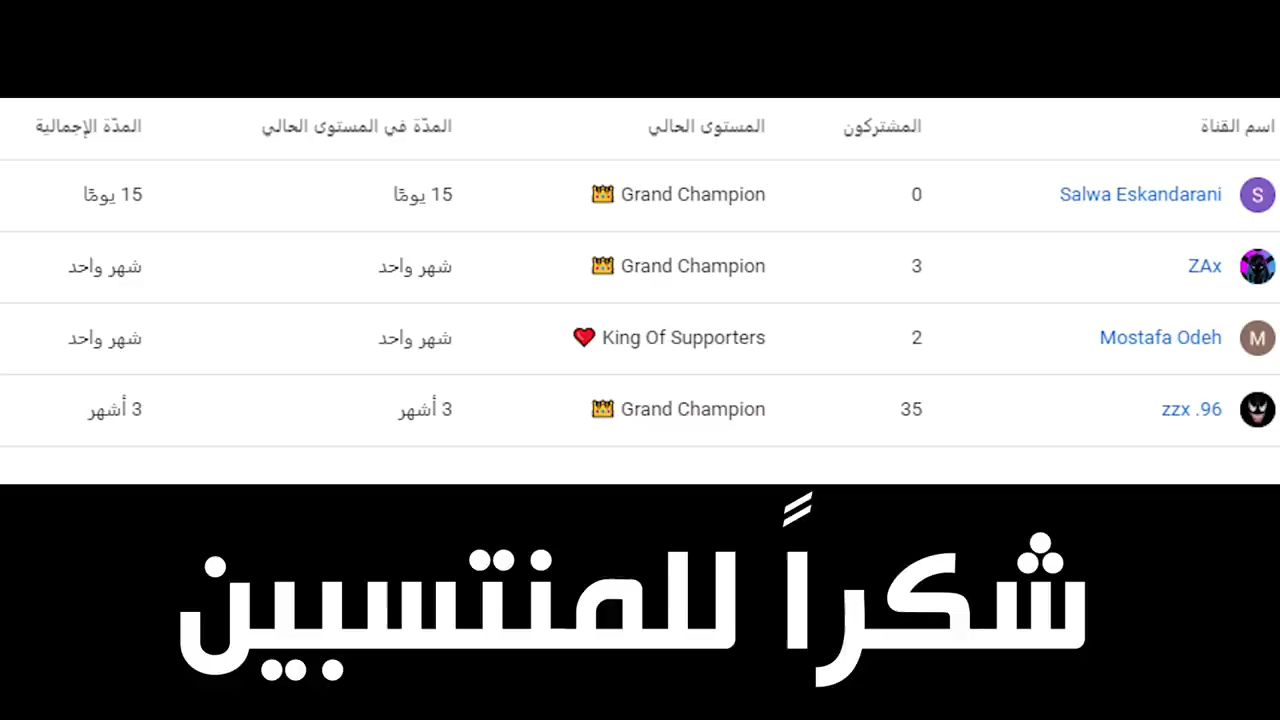 اسم القناة المشتركون المستوى الحالي المدّة في المستوى الحالي المدّة الإجمالية
S Salwa Eskandarani 0 Grand Champion 15 يومًا 15 يومًا
ZAx 3 Grand Champion شهر واحد شهر واحد
M Mostafa Odeh 2 King Of Supporters شهر واحد شهر واحد
zzx .96 35 Grand Champion 3 أشهر 3 أشهر
شكراً للمنتسبين